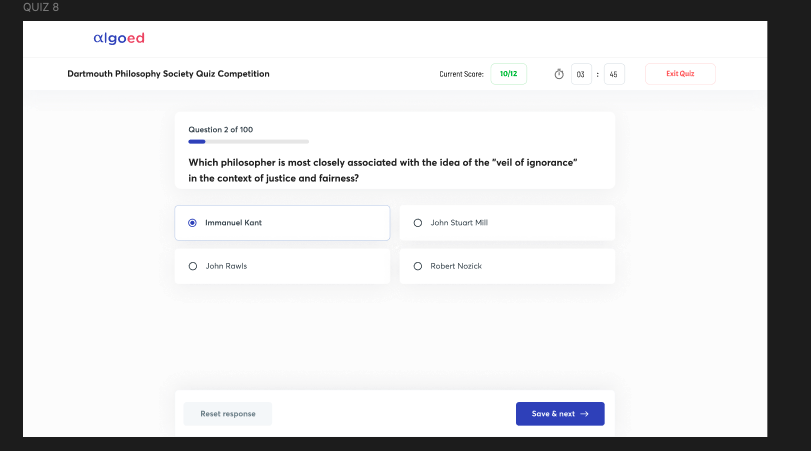 QUIZ 8
αlgoed
Dartmouth Philosophy Society Quiz Competition
Current Score:
10/12
03 : 45
Exit Quiz
Question 2 of 100
Which philosopher is most closely associated with the idea of the "veil of ignorance"
in the context of justice and fairness?
Immanuel Kant
John Stuart Mill
John Rawls
Robert Nozick
Reset response
Save & next →